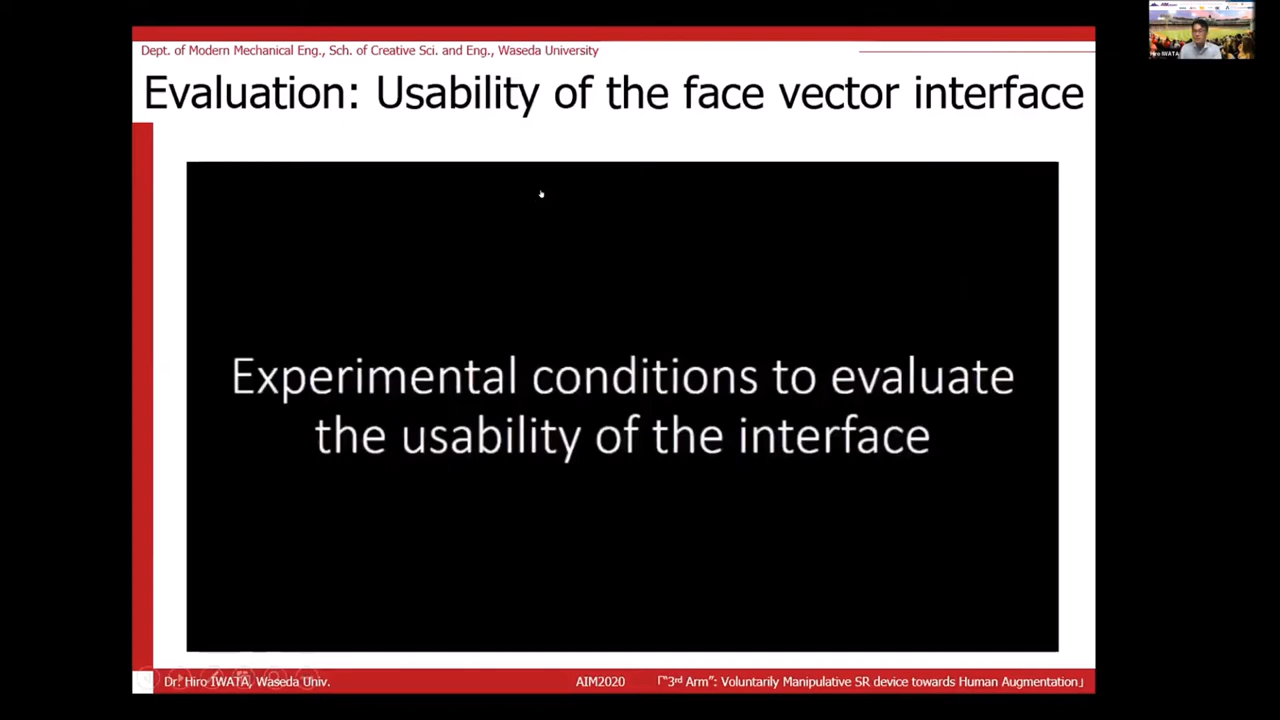 Dept. of Modern Mechanical Eng., Sch. of Creative Sci. and Eng., Waseda University
Evaluation: Usability of the face vector interface
Experimental conditions to evaluate
the usability of the interface
Dr. Hiro IWATA, Waseda Univ.
AIM2020
「"3rd Arm": Voluntarily Manipulative SR device towards Human Augmentation」
Hiro IWATA